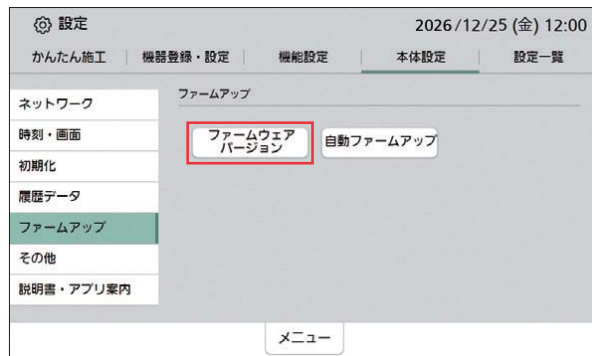 設定
2026/12/25 (金) 12:00
かんたん施工
機器登録・設定
機能設定
本体設定
設定一覧
ネットワーク
時刻・画面
初期化
履歴データ
ファームアップ
その他
説明書・アプリ案内
ファームアップ
ファームウェア
バージョン
自動ファームアップ
メニュー